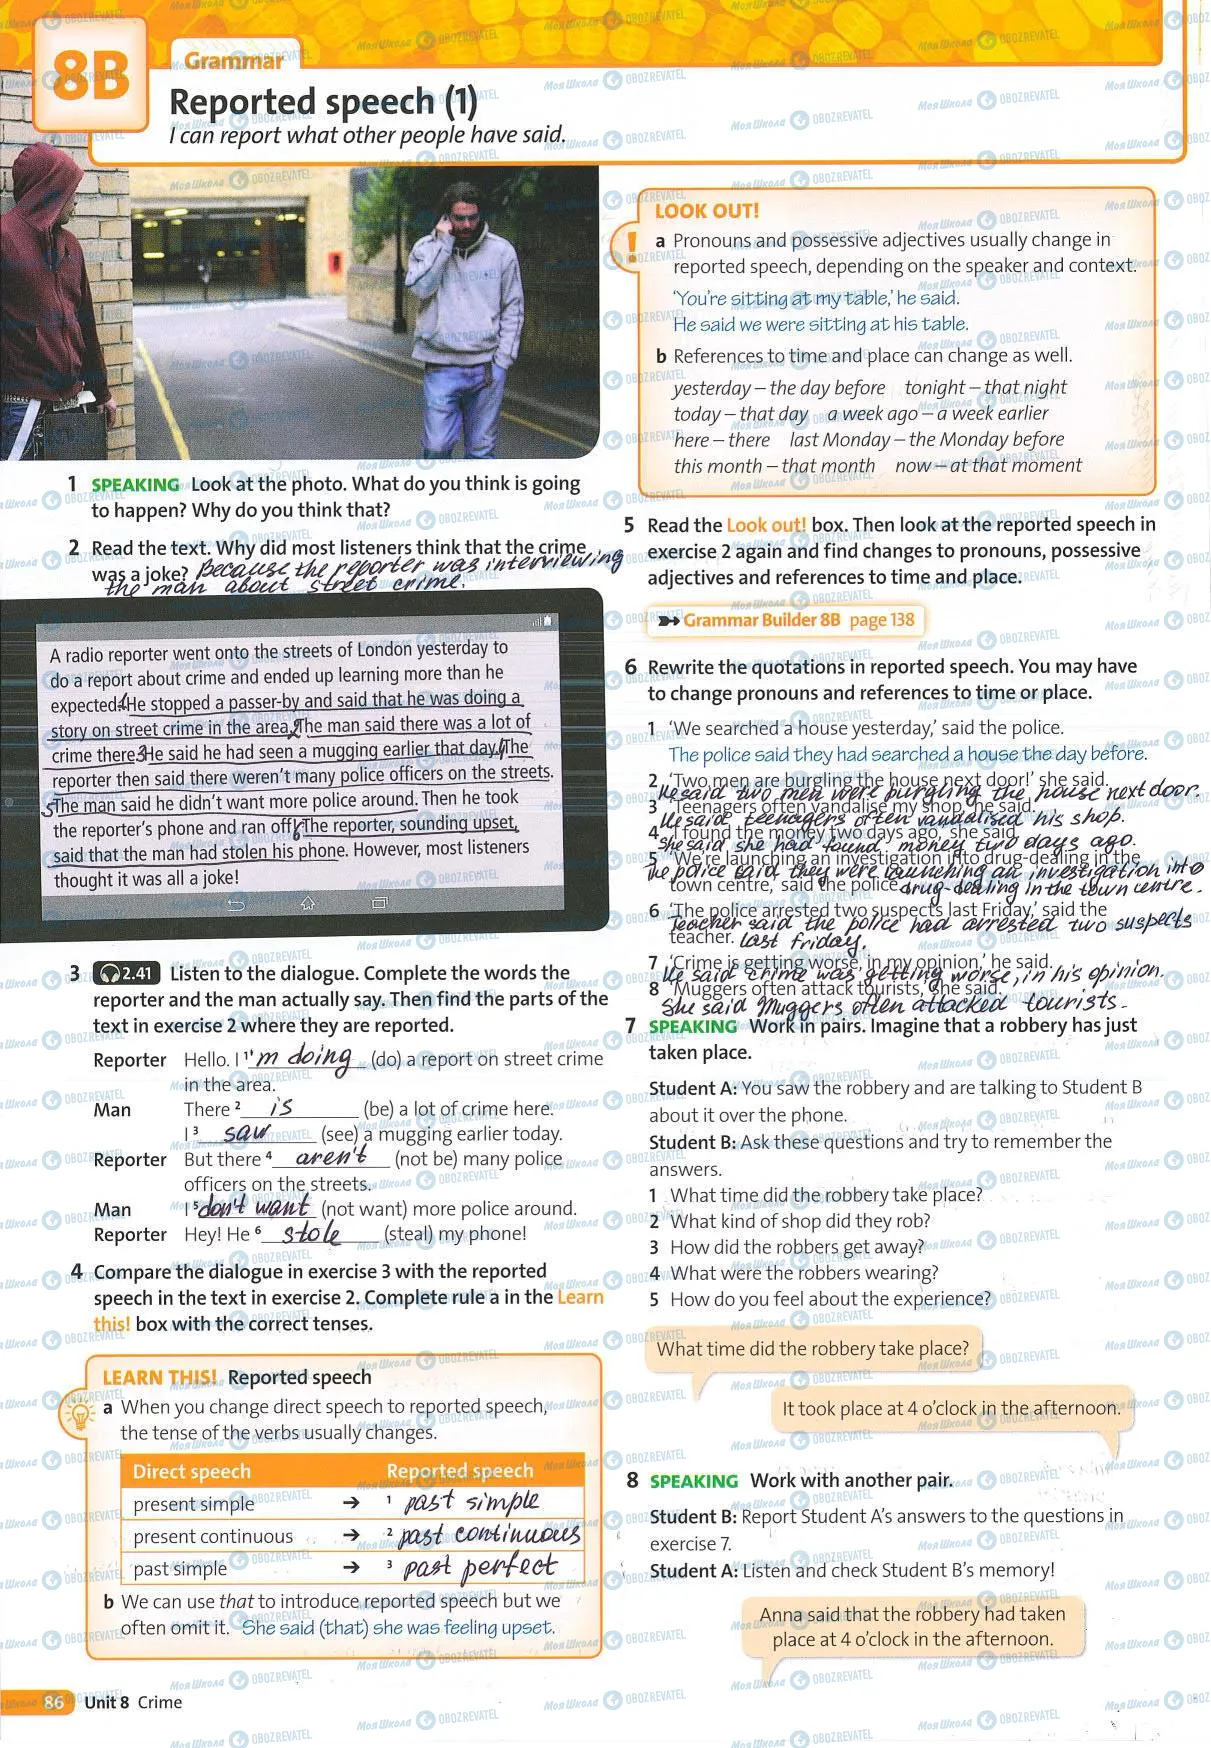 8B
Grammar
Reported speech (1)
I can report what other people have said.
1 SPEAKING Look at the photo. What do you think is going
to happen? Why do you think that?
2 Read the text. Why did most listeners think that the crime
was a joke? Because the reporter was interviewing
the man about street crime.
A radio reporter went onto the streets of London yesterday to
do a report about crime and ended up learning more than he
expected. 1 He stopped a passer-by and said that he was doing a
story on street crime in the area. 2 The man said there was a lot of
crime there. 3 He said he had seen a mugging earlier that day. 4 The
reporter then said there weren't many police officers on the streets.
5 The man said he didn't want more police around. Then he took
the reporter's phone and ran off! 6 The reporter, sounding upset,
said that the man had stolen his phone. However, most listeners
thought it was all a joke!
3 2.41 Listen to the dialogue. Complete the words the
reporter and the man actually say. Then find the parts of the
text in exercise 2 where they are reported.
Reporter Hello. I 1 'm doing (do) a report on street crime
in the area.
Man There 2 is (be) a lot of crime here.
I 3 saw (see) a mugging earlier today.
Reporter But there 4 aren't (not be) many police
officers on the streets.
Man I 5 don't want (not want) more police around.
Reporter Hey! He 6 stole (steal) my phone!
4 Compare the dialogue in exercise 3 with the reported
speech in the text in exercise 2. Complete rule a in the Learn
this! box with the correct tenses.
LEARN THIS! Reported speech
a When you change direct speech to reported speech,
the tense of the verbs usually changes.
Direct speech Reported speech
present simple → 1 past simple
present continuous → 2 past continuous
past simple → 3 past perfect
b We can use that to introduce reported speech but we
often omit it. She said (that) she was feeling upset.
86 Unit 8 Crime
LOOK OUT!
! a Pronouns and possessive adjectives usually change in
reported speech, depending on the speaker and context.
'You're sitting at my table,' he said.
He said we were sitting at his table.
b References to time and place can change as well.
yesterday – the day before tonight – that night
today – that day a week ago – a week earlier
here – there last Monday – the Monday before
this month – that month now – at that moment
5 Read the Look out! box. Then look at the reported speech in
exercise 2 again and find changes to pronouns, possessive
adjectives and references to time and place.
Grammar Builder 8B page 138
6 Rewrite the quotations in reported speech. You may have
to change pronouns and references to time or place.
1 'We searched a house yesterday,' said the police.
The police said they had searched a house the day before.
2 'Two men are burgling the house next door!' she said.
He said two men were burgling the house next door.
3 'Teenagers often vandalise my shop,' he said.
He said teenagers often vandalised his shop.
4 'I found the money two days ago,' she said.
She said she had found money two days ago.
5 'We're launching an investigation into drug-dealing in the
The police said they were launching an investigation into
town centre,' said the police. drug-dealing in the town centre.
6 'The police arrested two suspects last Friday,' said the
Teacher said the police had arrested two suspects
teacher. last friday.
7 'Crime is getting worse, in my opinion,' he said.
He said crime was getting worse, in his opinion.
8 'Muggers often attack tourists,' she said.
She said Muggers often attacked tourists.
7 SPEAKING Work in pairs. Imagine that a robbery has just
taken place.
Student A: You saw the robbery and are talking to Student B
about it over the phone.
Student B: Ask these questions and try to remember the
answers.
1 What time did the robbery take place?
2 What kind of shop did they rob?
3 How did the robbers get away?
4 What were the robbers wearing?
5 How do you feel about the experience?
What time did the robbery take place?
It took place at 4 o'clock in the afternoon.
8 SPEAKING Work with another pair.
Student B: Report Student A's answers to the questions in
exercise 7.
Student A: Listen and check Student B's memory!
Anna said that the robbery had taken
place at 4 o'clock in the afternoon.
Моя Школа OBOZREVATEL